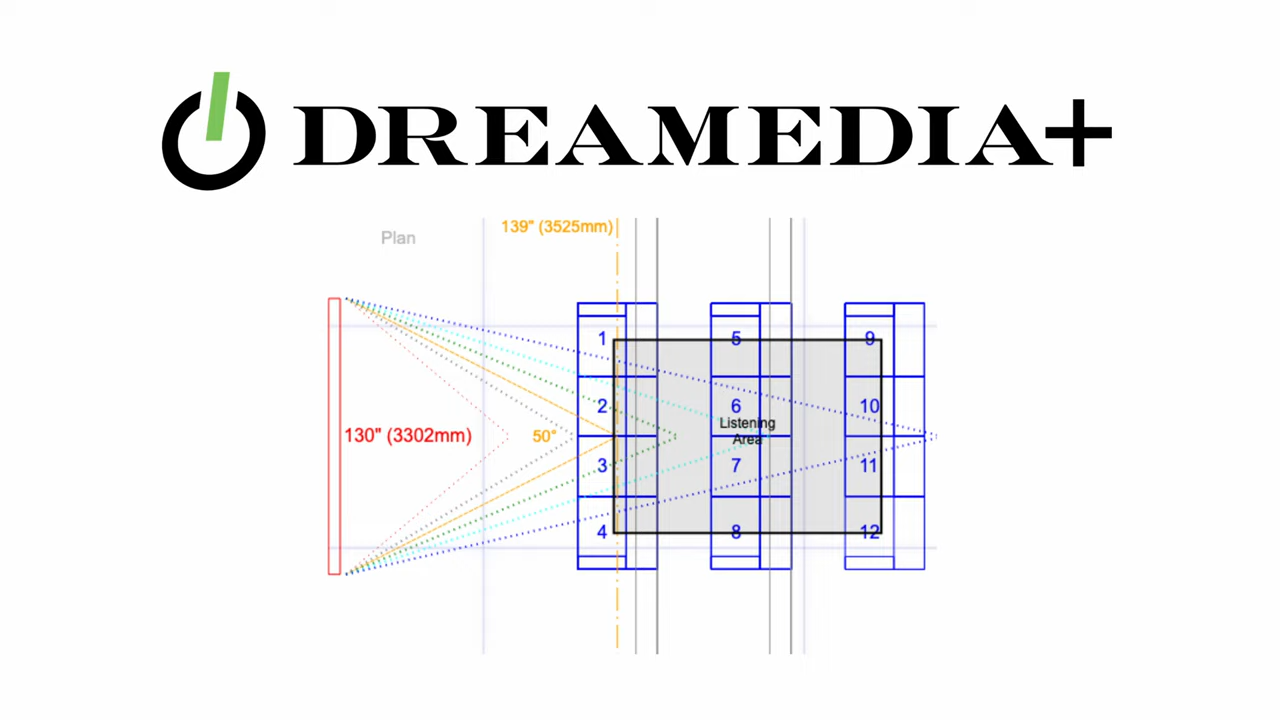 DREAMEDIA+
139" (3525mm)
Plan
1 5 9
2 6 10
Listening
Area
130" (3302mm) 50°
3 7 11
4 8 12